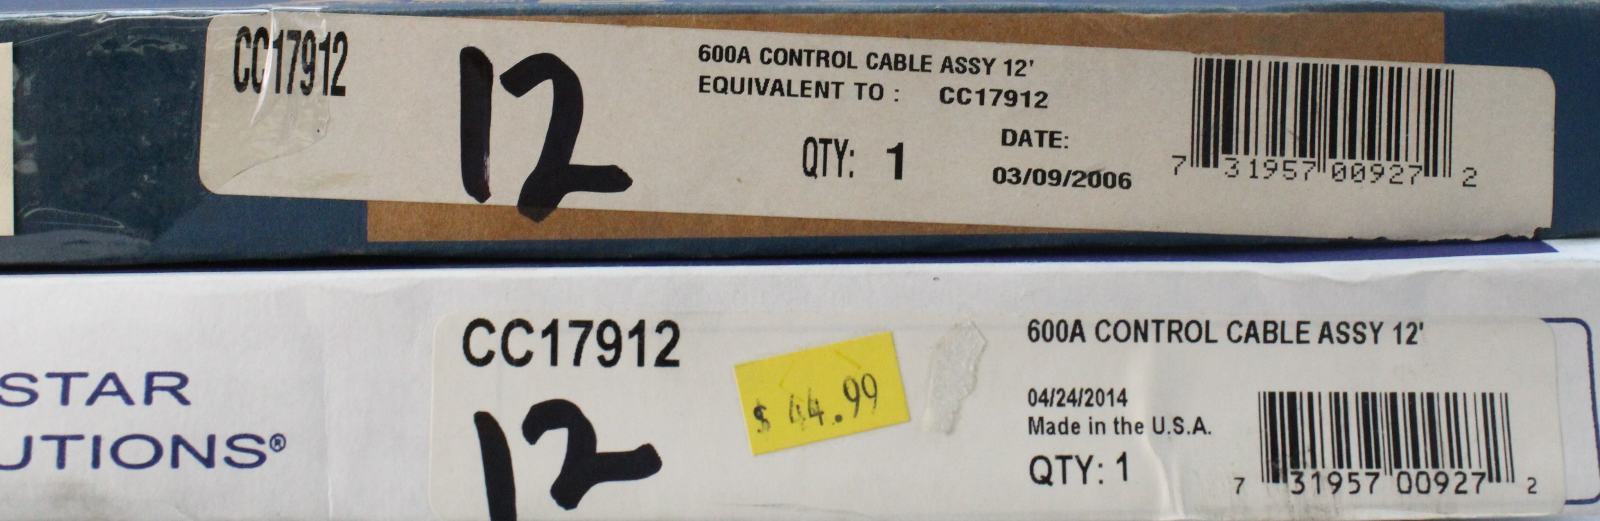 CC17912
12
600A CONTROL CABLE ASSY 12'
EQUIVALENT TO : CC17912
QTY: 1
DATE:
03/09/2006
7 31957 00927 2
STAR
UTIONS®
CC17912
12
$ 44.99
600A CONTROL CABLE ASSY 12'
04/24/2014
Made in the U.S.A.
QTY: 1
7 31957 00927 2